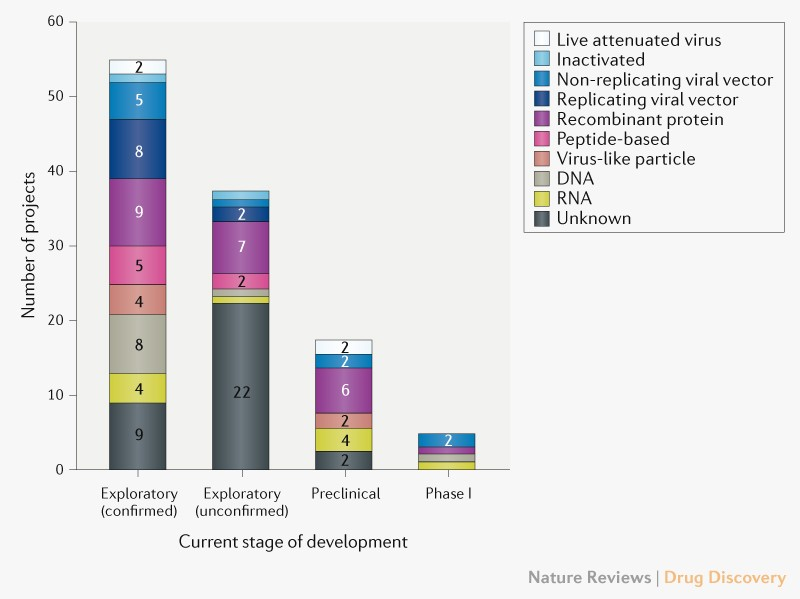 60
50
40
30
20
10
0
Number of projects
2
5
8
9
5
4
8
4
9
2
7
2
22
2
2
6
2
4
2
2
Exploratory
(confirmed)
Exploratory
(unconfirmed)
Preclinical
Phase I
Current stage of development
Live attenuated virus
Inactivated
Non-replicating viral vector
Replicating viral vector
Recombinant protein
Peptide-based
Virus-like particle
DNA
RNA
Unknown
Nature Reviews | Drug Discovery